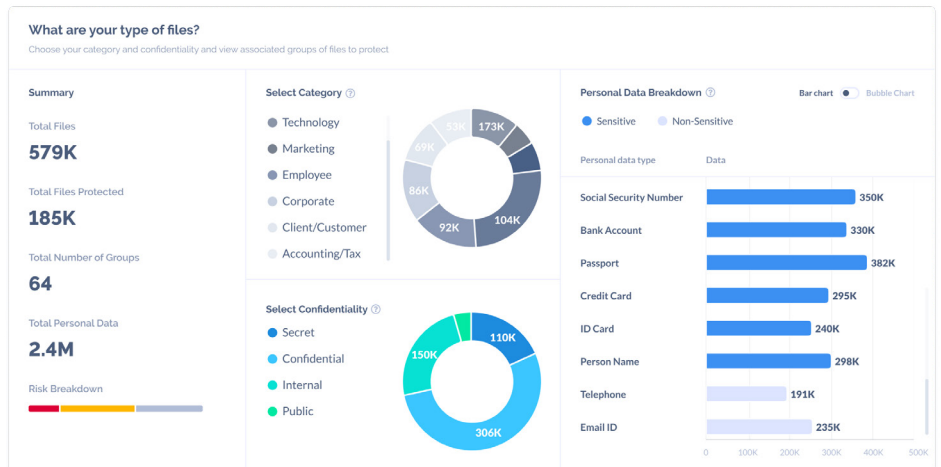 What are your type of files?
Choose your category and confidentiality and view associated groups of files to protect
Summary
Total Files
579K
Total Files Protected
185K
Total Number of Groups
64
Total Personal Data
2.4M
Risk Breakdown
Select Category ?
Technology
Marketing
Employee
Corporate
Client/Customer
Accounting/Tax
53K
173K
69K
86K
104K
92K
Select Confidentiality ?
Secret
Confidential
Internal
Public
110K
150K
306K
Personal Data Breakdown ?
Bar chart
Bubble Chart
Sensitive
Non-Sensitive
Personal data type
Data
Social Security Number 350K
Bank Account 330K
Passport 382K
Credit Card 295K
ID Card 240K
Person Name 298K
Telephone 191K
Email ID 235K
0 100K 200K 300K 400K 500K